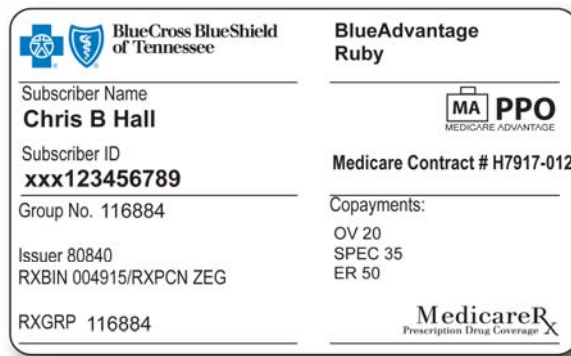 BlueCross BlueShield
of Tennessee
BlueAdvantage
Ruby
Subscriber Name
Chris B Hall
Subscriber ID
xxx123456789
MA PPO
MEDICARE ADVANTAGE
Medicare Contract # H7917-012
Group No. 116884
Issuer 80840
RXBIN 004915/RXPCN ZEG
RXGRP 116884
Copayments:
OV 20
SPEC 35
ER 50
MedicareRx
Prescription Drug Coverage